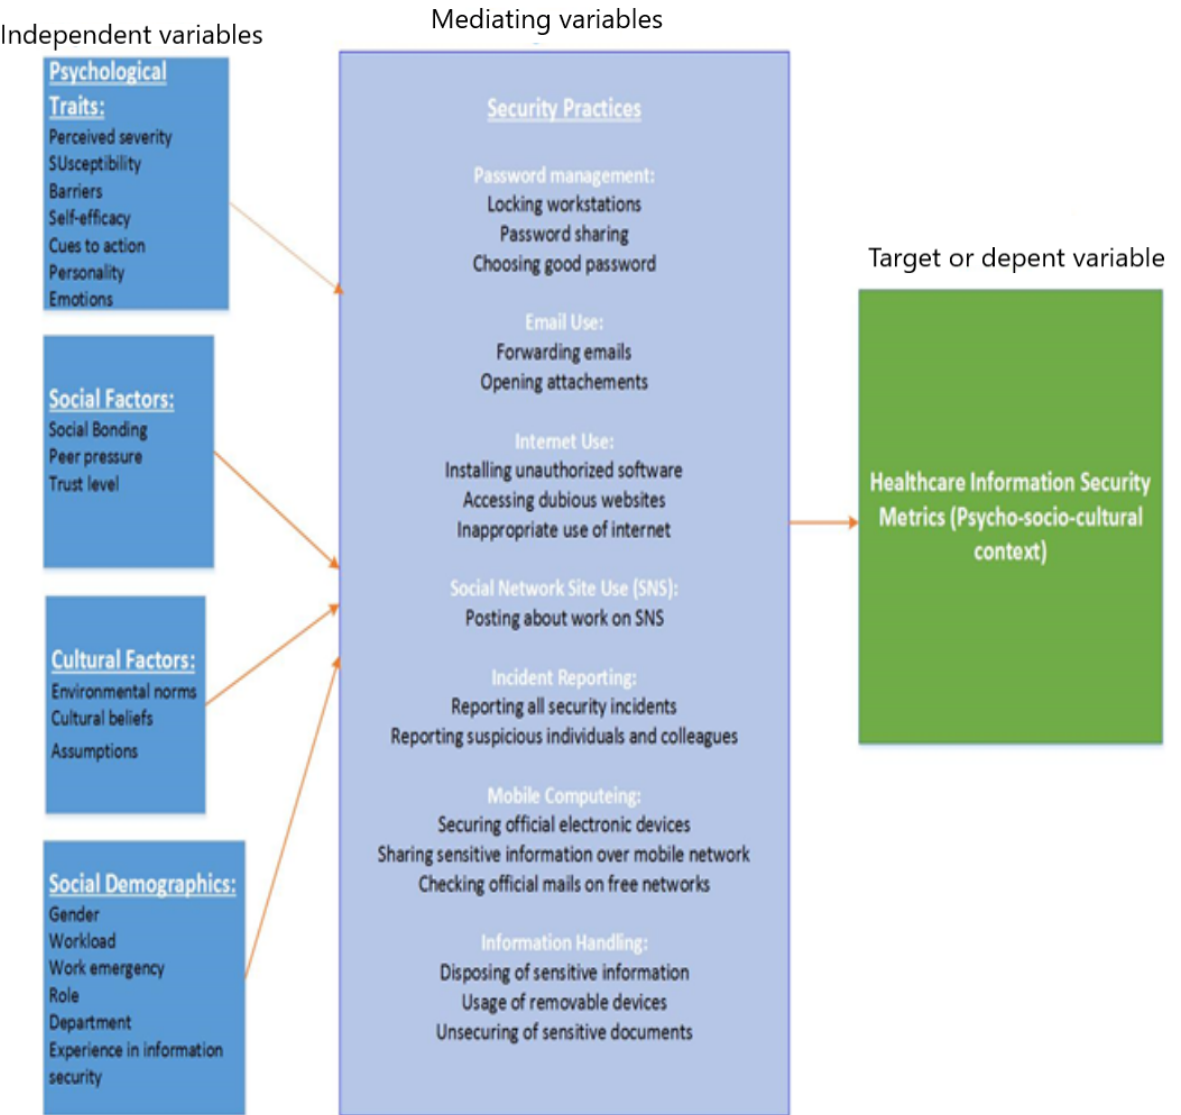 Independent variables
Psychological
Traits:
Perceived severity
SUsceptibility
Barriers
Self-efficacy
Cues to action
Personality
Emotions
Social Factors:
Social Bonding
Peer pressure
Trust level
Cultural Factors:
Environmental norms
Cultural beliefs
Assumptions
Social Demographics:
Gender
Workload
Work emergency
Role
Department
Experience in information
security
Mediating variables
Security Practices
Password management:
Locking workstations
Password sharing
Choosing good password
Email Use:
Forwarding emails
Opening attachements
Internet Use:
Installing unauthorized software
Accessing dubious websites
Inappropriate use of internet
Social Network Site Use (SNS):
Posting about work on SNS
Incident Reporting:
Reporting all security incidents
Reporting suspicious individuals and colleagues
Mobile Computeing:
Securing official electronic devices
Sharing sensitive information over mobile network
Checking official mails on free networks
Information Handling:
Disposing of sensitive information
Usage of removable devices
Unsecuring of sensitive documents
Target or depent variable
Healthcare Information Security
Metrics (Psycho-socio-cultural
context)